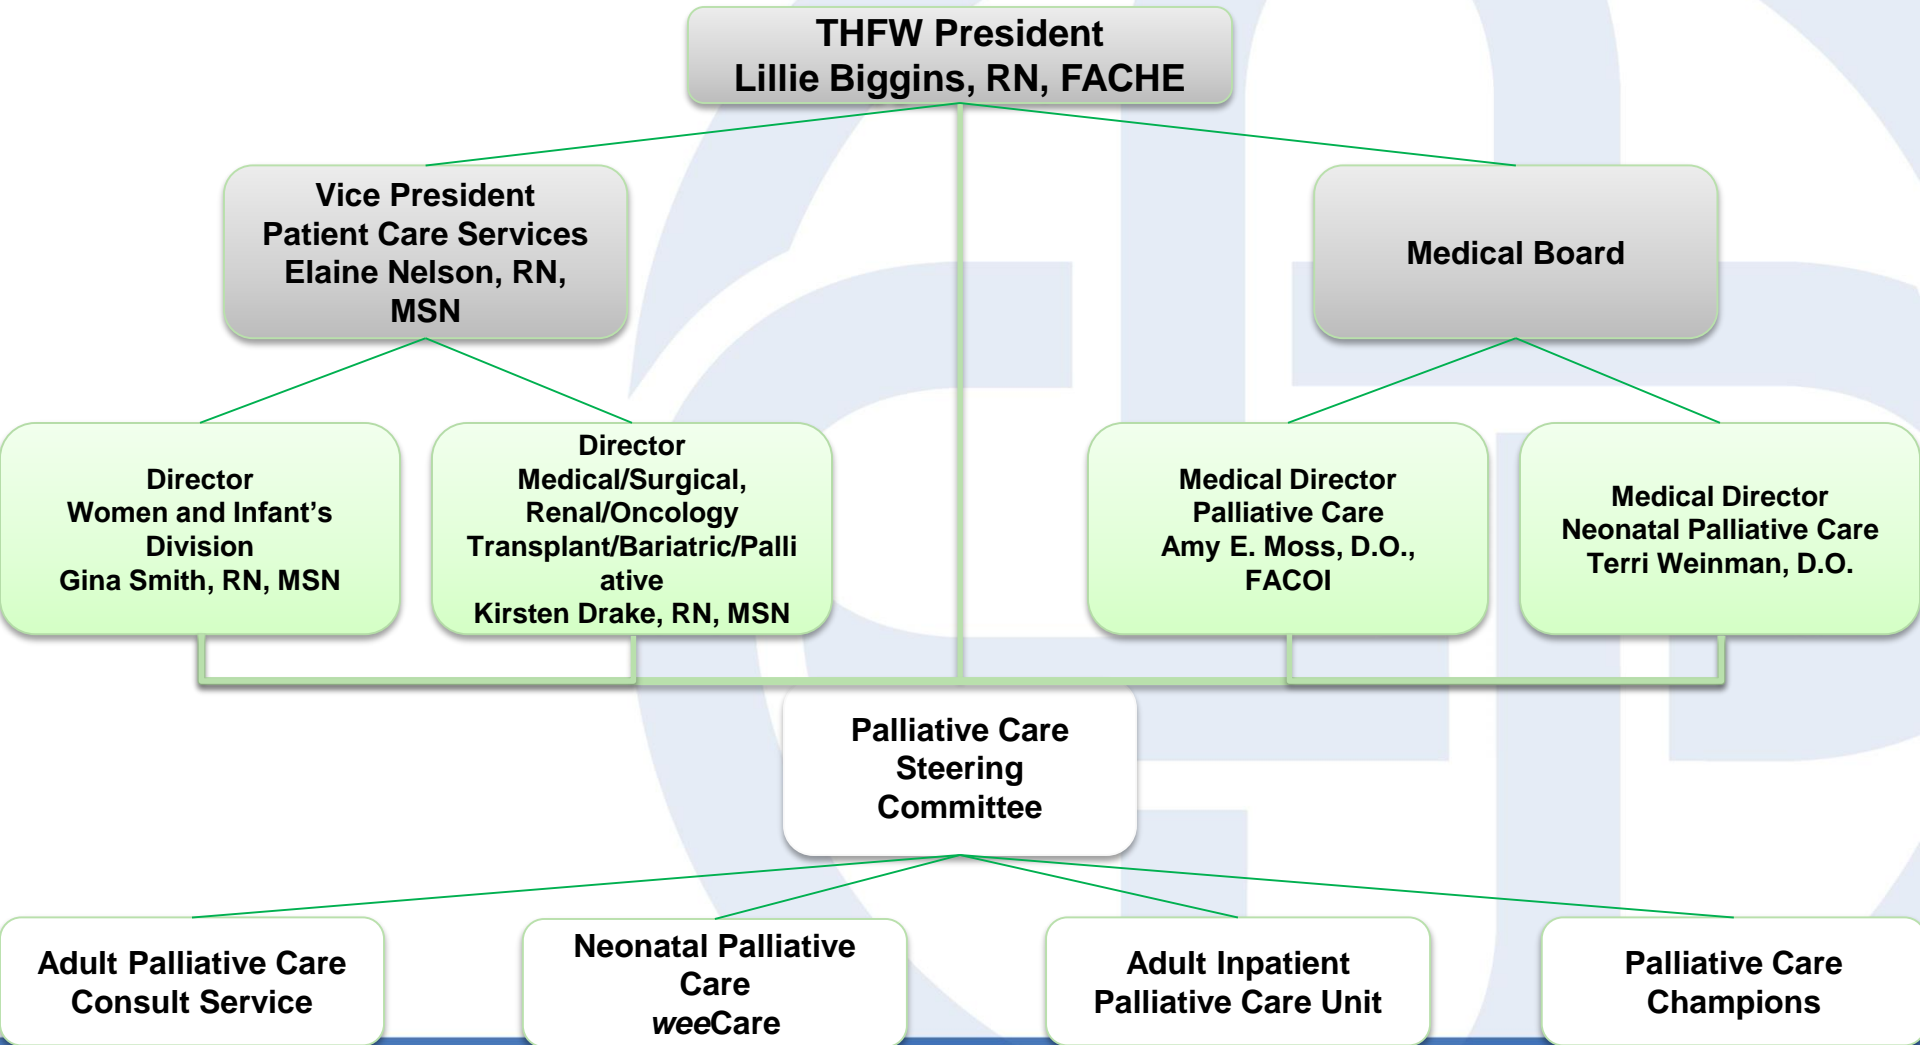 THFW President
Lillie Biggins, RN, FACHE
Vice President
Patient Care Services
Elaine Nelson, RN,
MSN
Medical Board
Director
Women and Infant’s
Division
Gina Smith, RN, MSN
Director
Medical/Surgical,
Renal/Oncology
Transplant/Bariatric/Palli
ative
Kirsten Drake, RN, MSN
Medical Director
Palliative Care
Amy E. Moss, D.O.,
FACOI
Medical Director
Neonatal Palliative Care
Terri Weinman, D.O.
Palliative Care
Steering
Committee
Adult Palliative Care
Consult Service
Neonatal Palliative
Care
weeCare
Adult Inpatient
Palliative Care Unit
Palliative Care
Champions